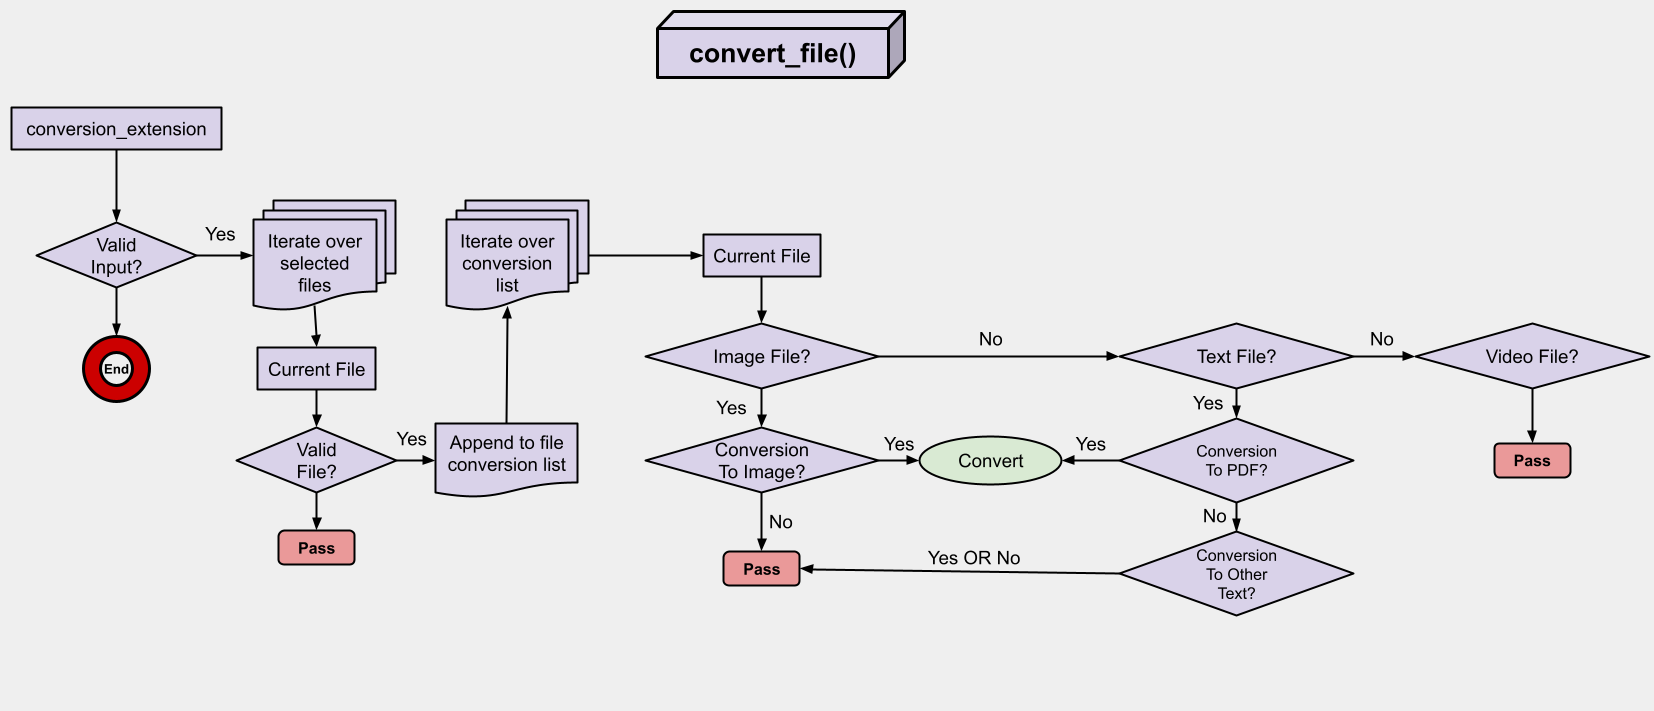 convert_file()
conversion_extension
Valid
Input?
Yes
End
Iterate over
selected
files
Current File
Valid
File?
Yes
Pass
Append to file
conversion list
Iterate over
conversion
list
Current File
Image File?
No
Yes
Conversion
To Image?
Yes
Convert
No
Pass
Text File?
No
Yes
Conversion
To PDF?
Yes
No
Conversion
To Other
Text?
Yes OR No
Video File?
Pass